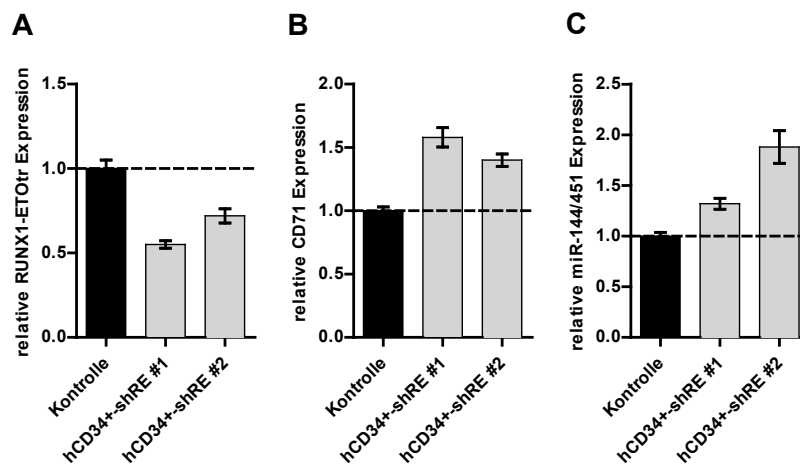 A
relative RUNX1-ETOtr Expression
1.5
1.0
0.5
0.0
Kontrolle
hCD34+-shRE #1
hCD34+-shRE #2
B
relative CD71 Expression
2.0
1.5
1.0
0.5
0.0
Kontrolle
hCD34+-shRE #1
hCD34+-shRE #2
C
relative miR-144/451 Expression
2.5
2.0
1.5
1.0
0.5
0.0
Kontrolle
hCD34+-shRE #1
hCD34+-shRE #2